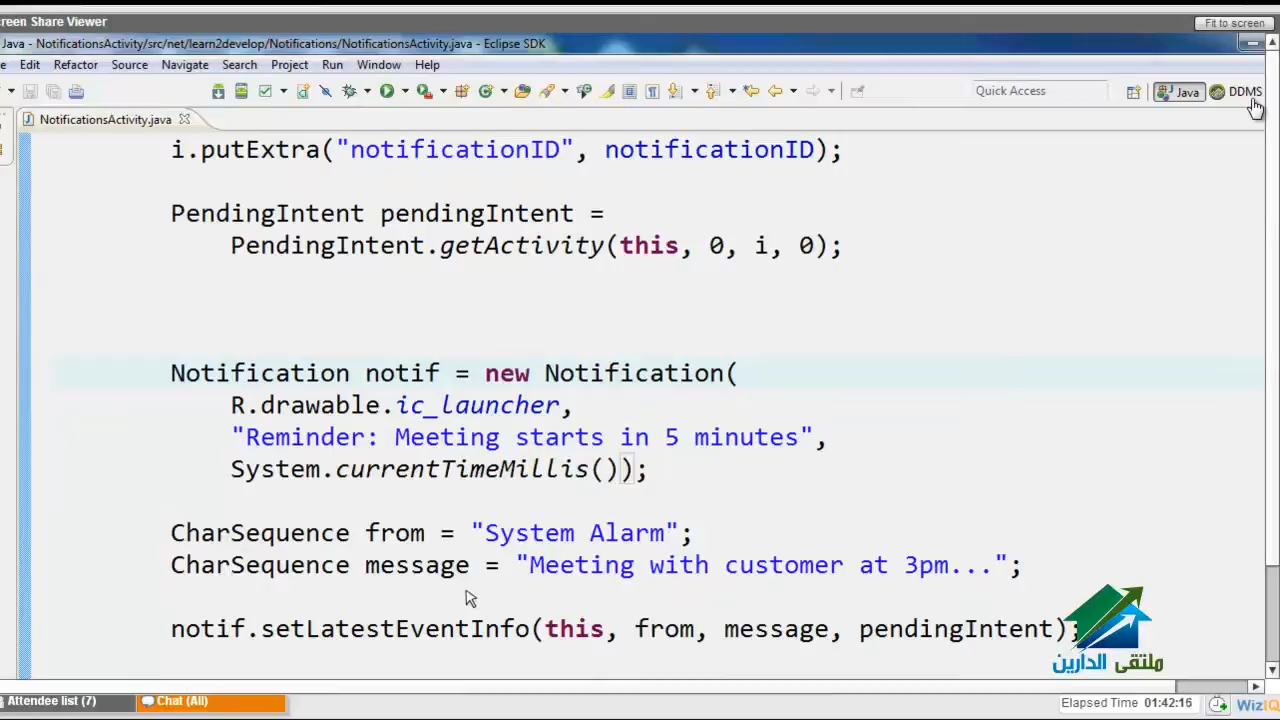 creen Share Viewer
Fit to screen
Java - NotificationsActivity/src/net/learn2develop/Notifications/NotificationsActivity.java - Eclipse SDK
e Edit Refactor Source Navigate Search Project Run Window Help
Quick Access
Java
DDMS
NotificationsActivity.java
i.putExtra("notificationID", notificationID);
PendingIntent pendingIntent =
PendingIntent.getActivity(this, 0, i, 0);
Notification notif = new Notification(
R.drawable.ic_launcher,
"Reminder: Meeting starts in 5 minutes",
System.currentTimeMillis());
CharSequence from = "System Alarm";
CharSequence message = "Meeting with customer at 3pm...";
notif.setLatestEventInfo(this, from, message, pendingIntent);
ملتقى الدارين
Attendee list (7)
Chat (All)
Elapsed Time 01:42:16
WizIQ